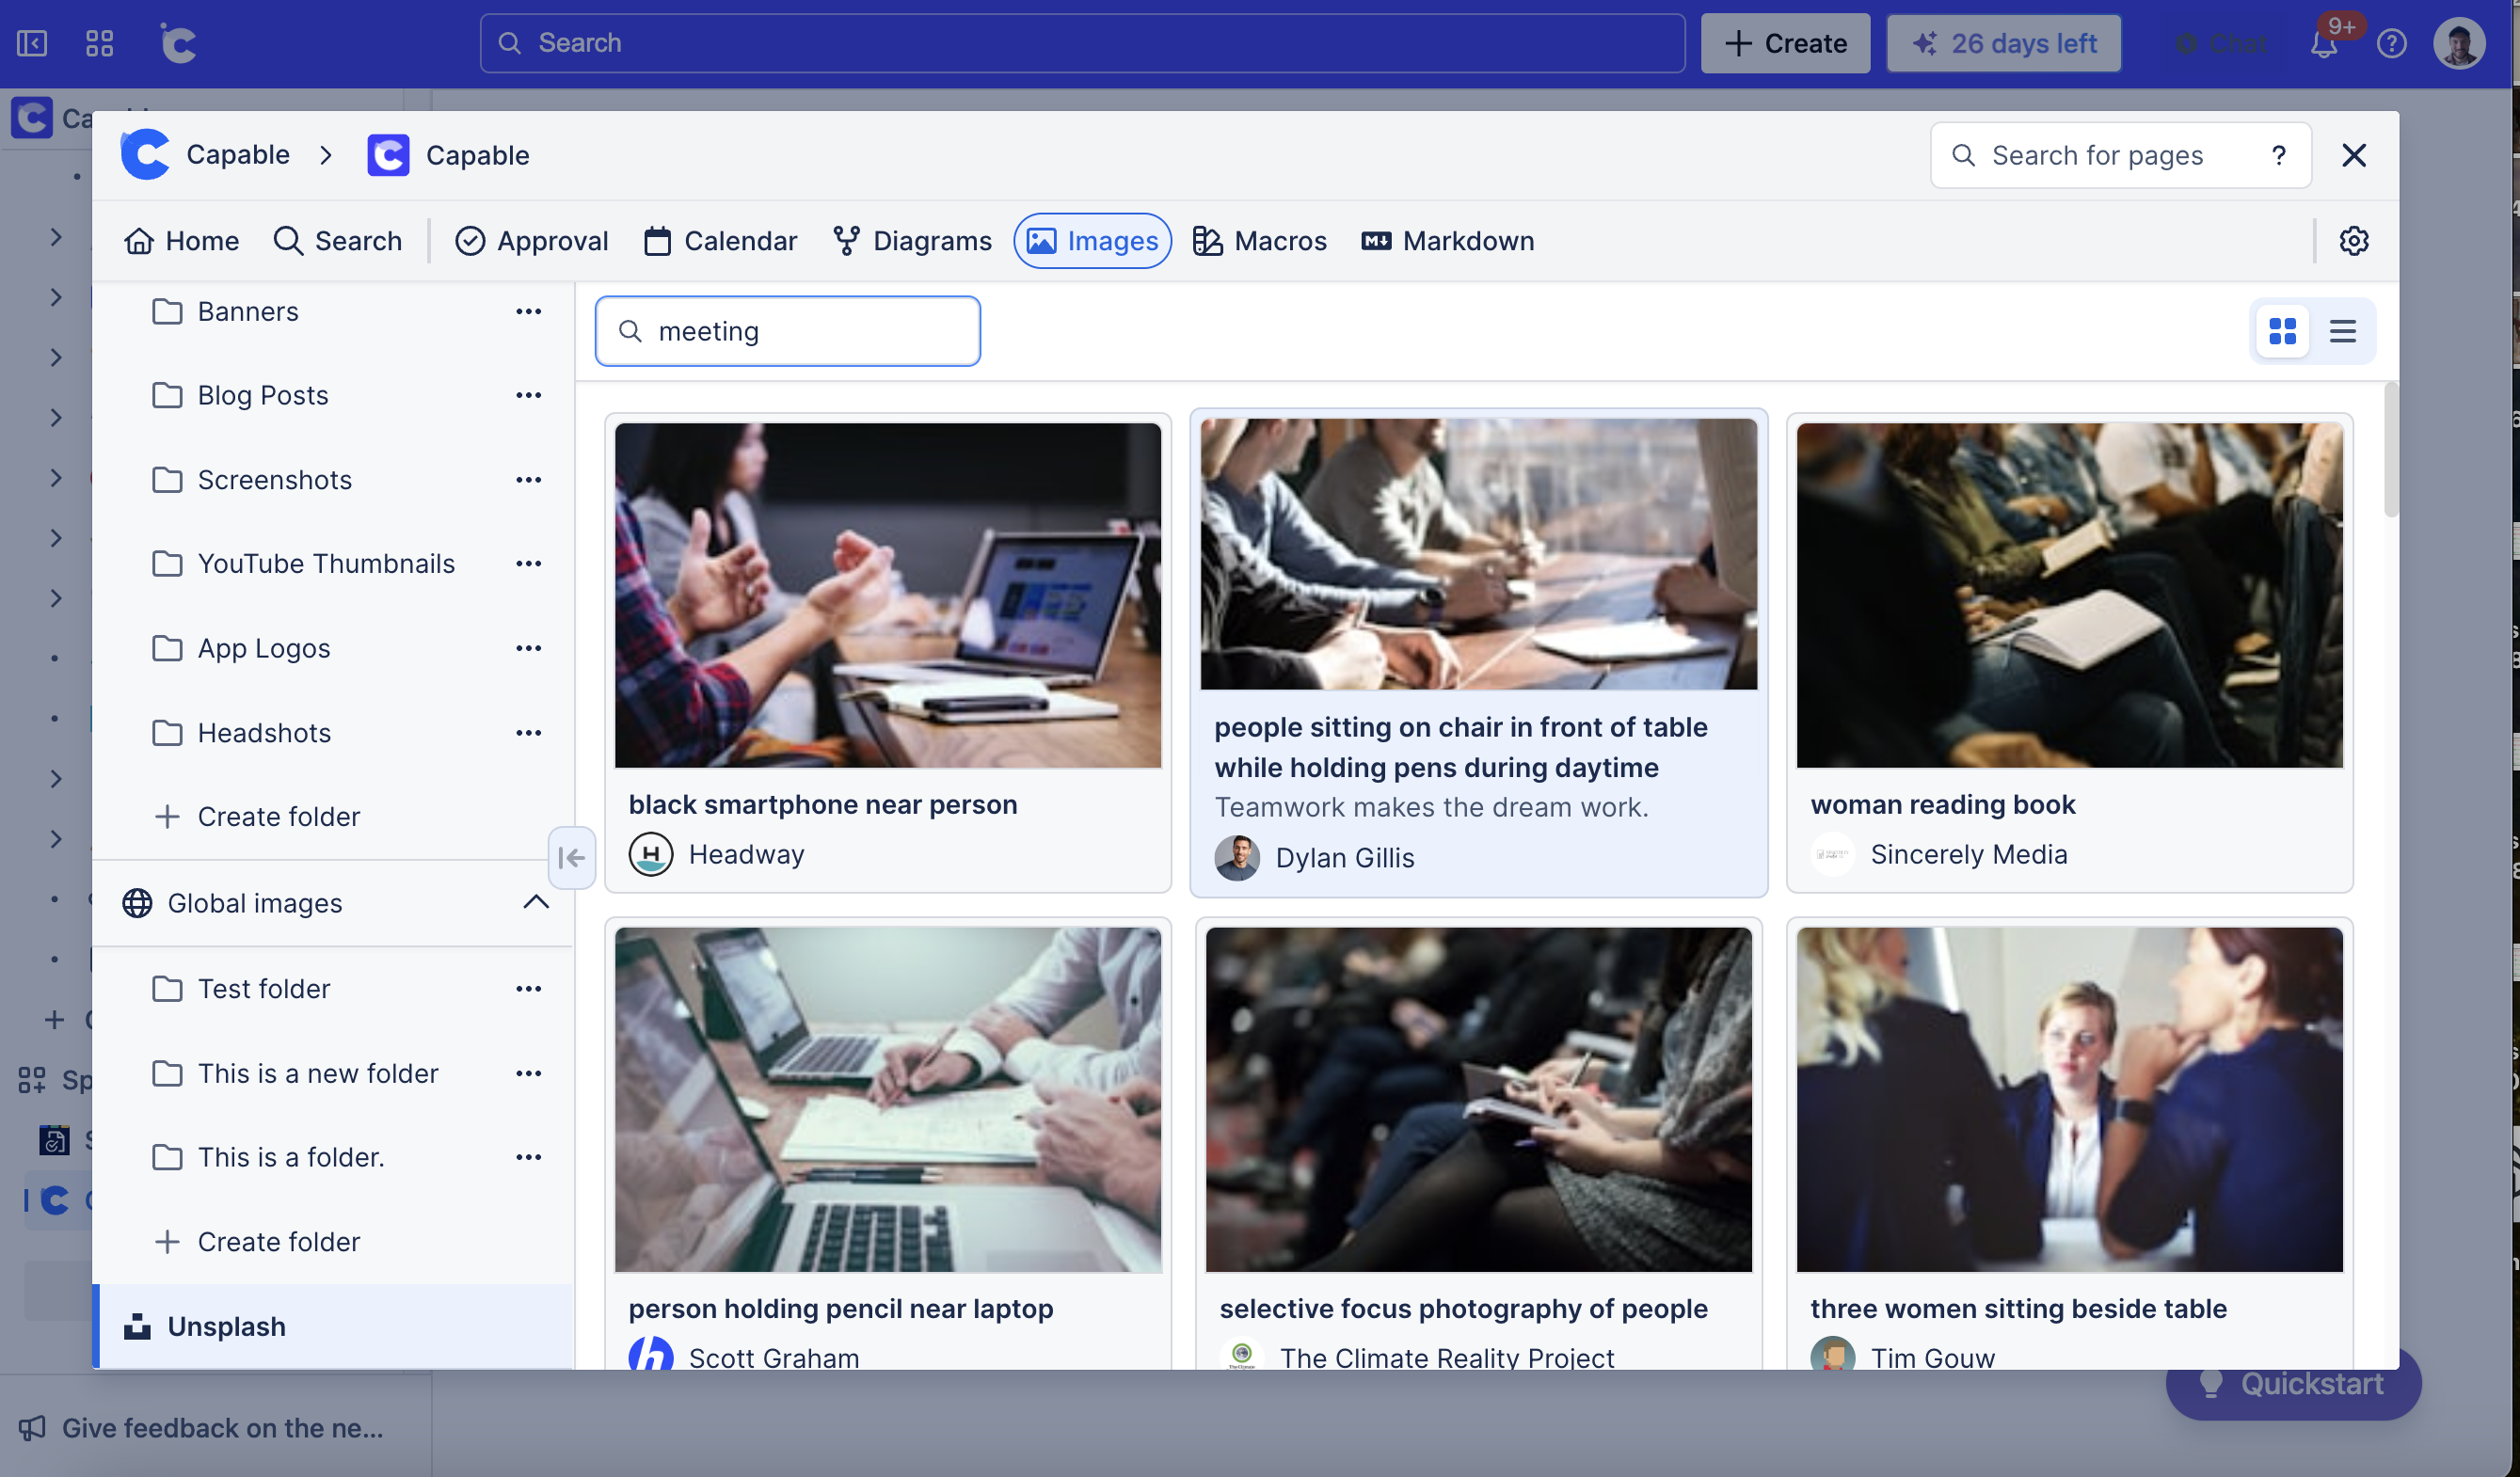 Search
Create
26 days left
Chat
9+
Capable
Capable
Search for pages
?
Home
Search
Approval
Calendar
Diagrams
Images
Macros
Markdown
Banners
Blog Posts
Screenshots
YouTube Thumbnails
App Logos
Headshots
Create folder
Global images
Test folder
This is a new folder
This is a folder.
Create folder
Unsplash
meeting
black smartphone near person
Headway
people sitting on chair in front of table
while holding pens during daytime
Teamwork makes the dream work.
Dylan Gillis
woman reading book
Sincerely Media
person holding pencil near laptop
Scott Graham
selective focus photography of people
The Climate Reality Project
three women sitting beside table
Tim Gouw
Quickstart
Give feedback on the ne...